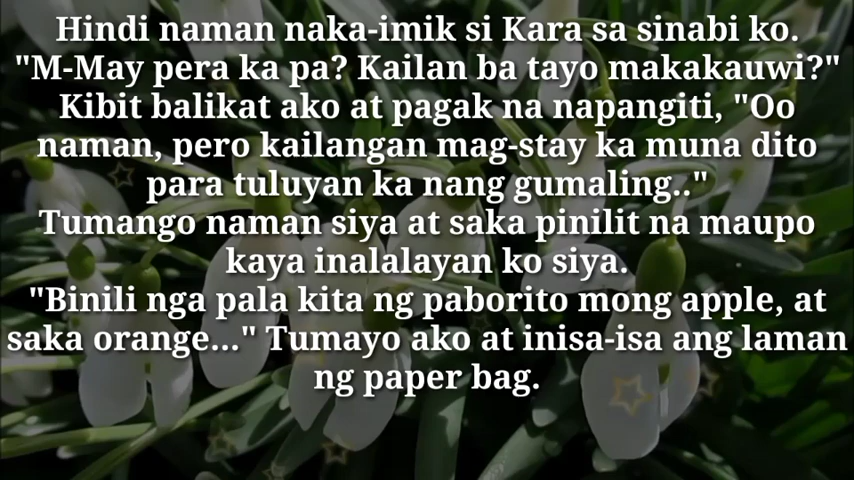 Hindi naman naka-imik si Kara sa sinabi ko.
"M-May pera ka pa? Kailan ba tayo makakauwi?"
Kibit balikat ako at pagak na napangiti, "Oo
naman, pero kailangan mag-stay ka muna dito
para tuluyan ka nang gumaling.."
Tumango naman siya at saka pinilit na maupo
kaya inalalayan ko siya.
"Binili nga pala kita ng paborito mong apple, at
saka orange..." Tumayo ako at inisa-isa ang laman
ng paper bag.